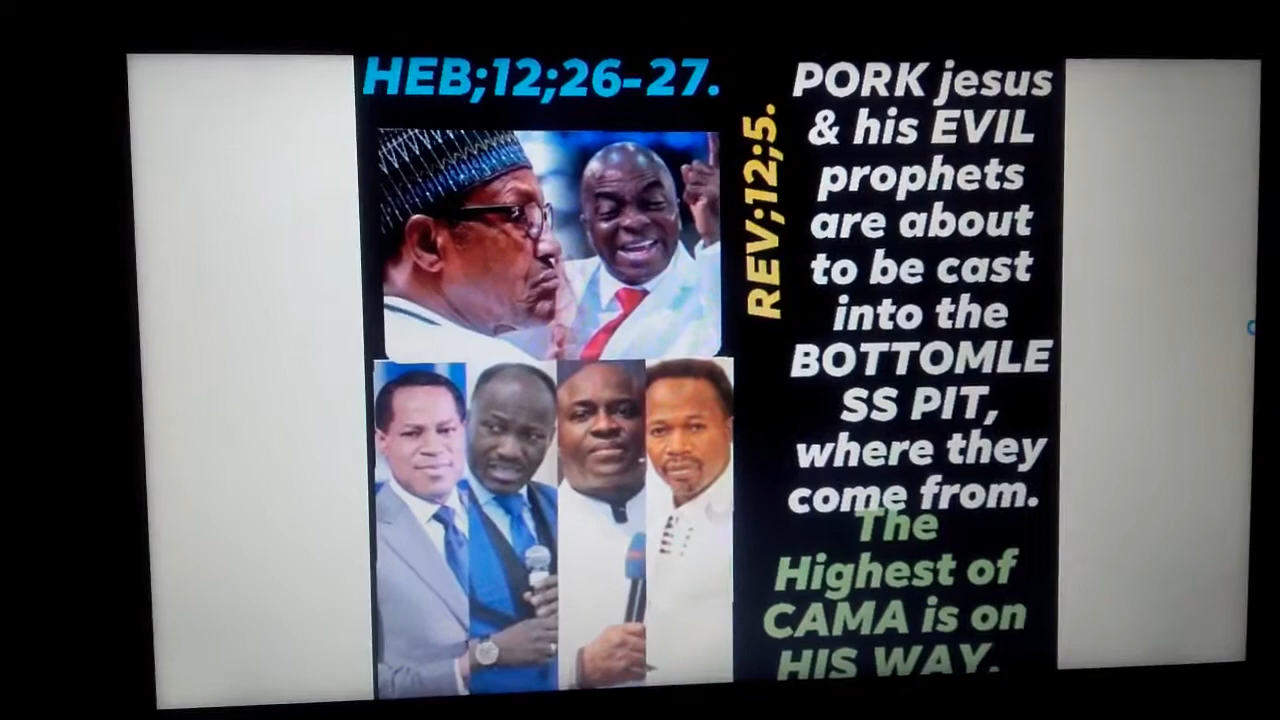 HEB;12;26-27.
REV;12;5.
PORK jesus
& his EVIL
prophets
are about
to be cast
into the
BOTTOMLE
SS PIT,
where they
come from.
The
Highest of
CAMA is on
HIS WAY.